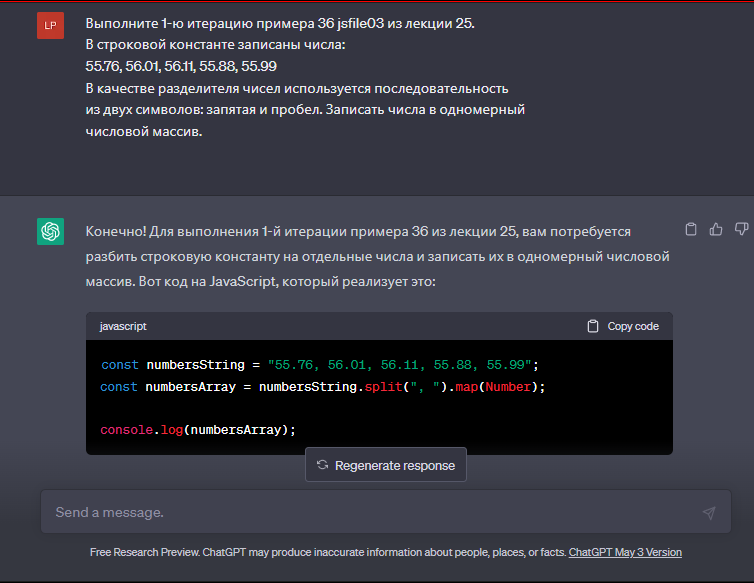 LP
Выполните 1-ю итерацию примера 36 jsfile03 из лекции 25.
В строковой константе записаны числа:
55.76, 56.01, 56.11, 55.88, 55.99
В качестве разделителя чисел используется последовательность
из двух символов: запятая и пробел. Записать числа в одномерный
числовой массив.
Конечно! Для выполнения 1-й итерации примера 36 из лекции 25, вам потребуется
разбить строковую константу на отдельные числа и записать их в одномерный числовой
массив. Вот код на JavaScript, который реализует это:
javascript
Copy code
const numbersString = "55.76, 56.01, 56.11, 55.88, 55.99";
const numbersArray = numbersString.split(", ").map(Number);
console.log(numbersArray);
Regenerate response
Send a message.
Free Research Preview. ChatGPT may produce inaccurate information about people, places, or facts. ChatGPT May 3 Version